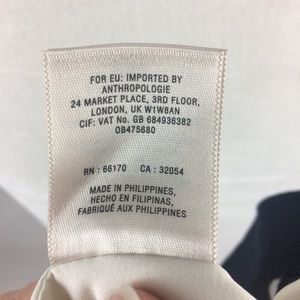 FOR EU: IMPORTED BY
ANTHROPOLOGIE
24 MARKET PLACE, 3RD FLOOR,
LONDON, UK W1W8AN
CIF: VAT No. GB 684936382
OB475680
RN : 66170 CA : 32054
MADE IN PHILIPPINES,
HECHO EN FILIPINAS,
FABRIQUÉ AUX PHILIPPINES